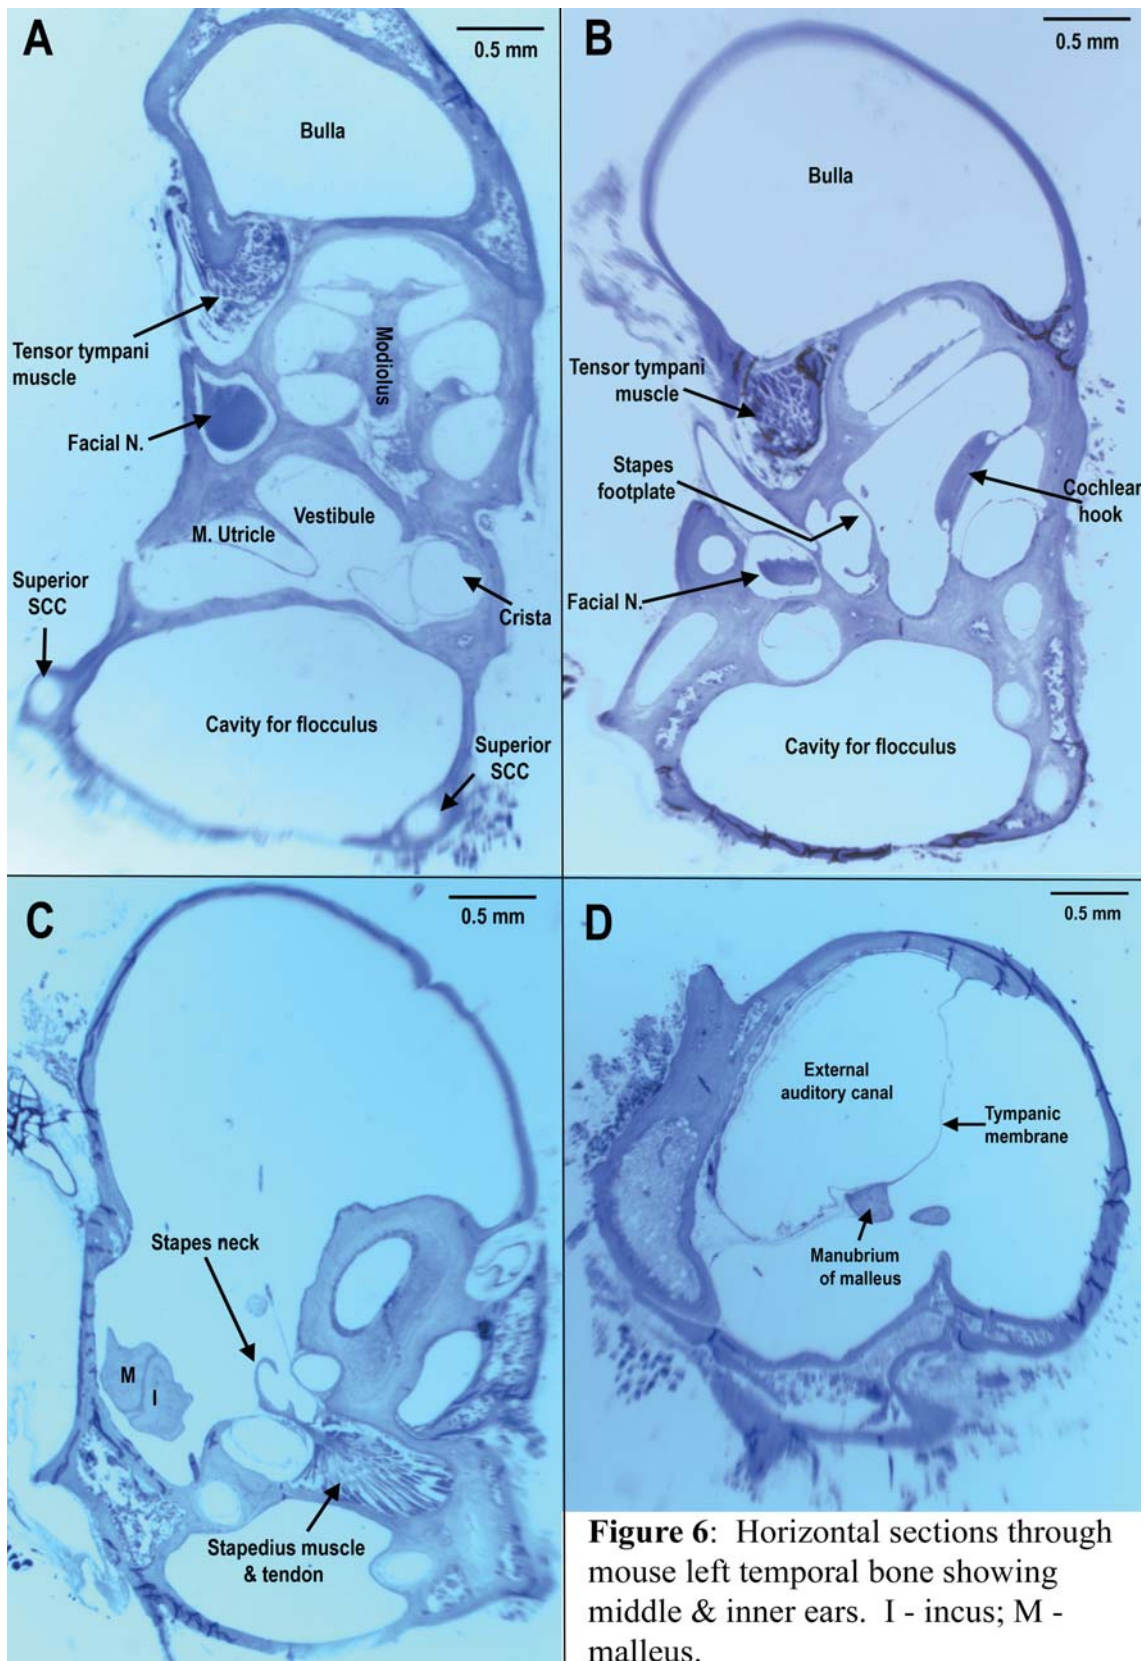 A
0.5 mm
Bulla
Tensor tympani
muscle
Modiolus
Facial N.
Vestibule
M. Utricle
Superior
SCC
Crista
Cavity for flocculus
Superior
SCC
B
0.5 mm
Bulla
Tensor tympani
muscle
Stapes
footplate
Cochlear
hook
Facial N.
Cavity for flocculus
C
0.5 mm
Stapes neck
M
I
Stapedius muscle
& tendon
D
0.5 mm
External
auditory canal
Tympanic
membrane
Manubrium
of malleus
Figure 6: Horizontal sections through
mouse left temporal bone showing
middle & inner ears. I - incus; M -
malleus.